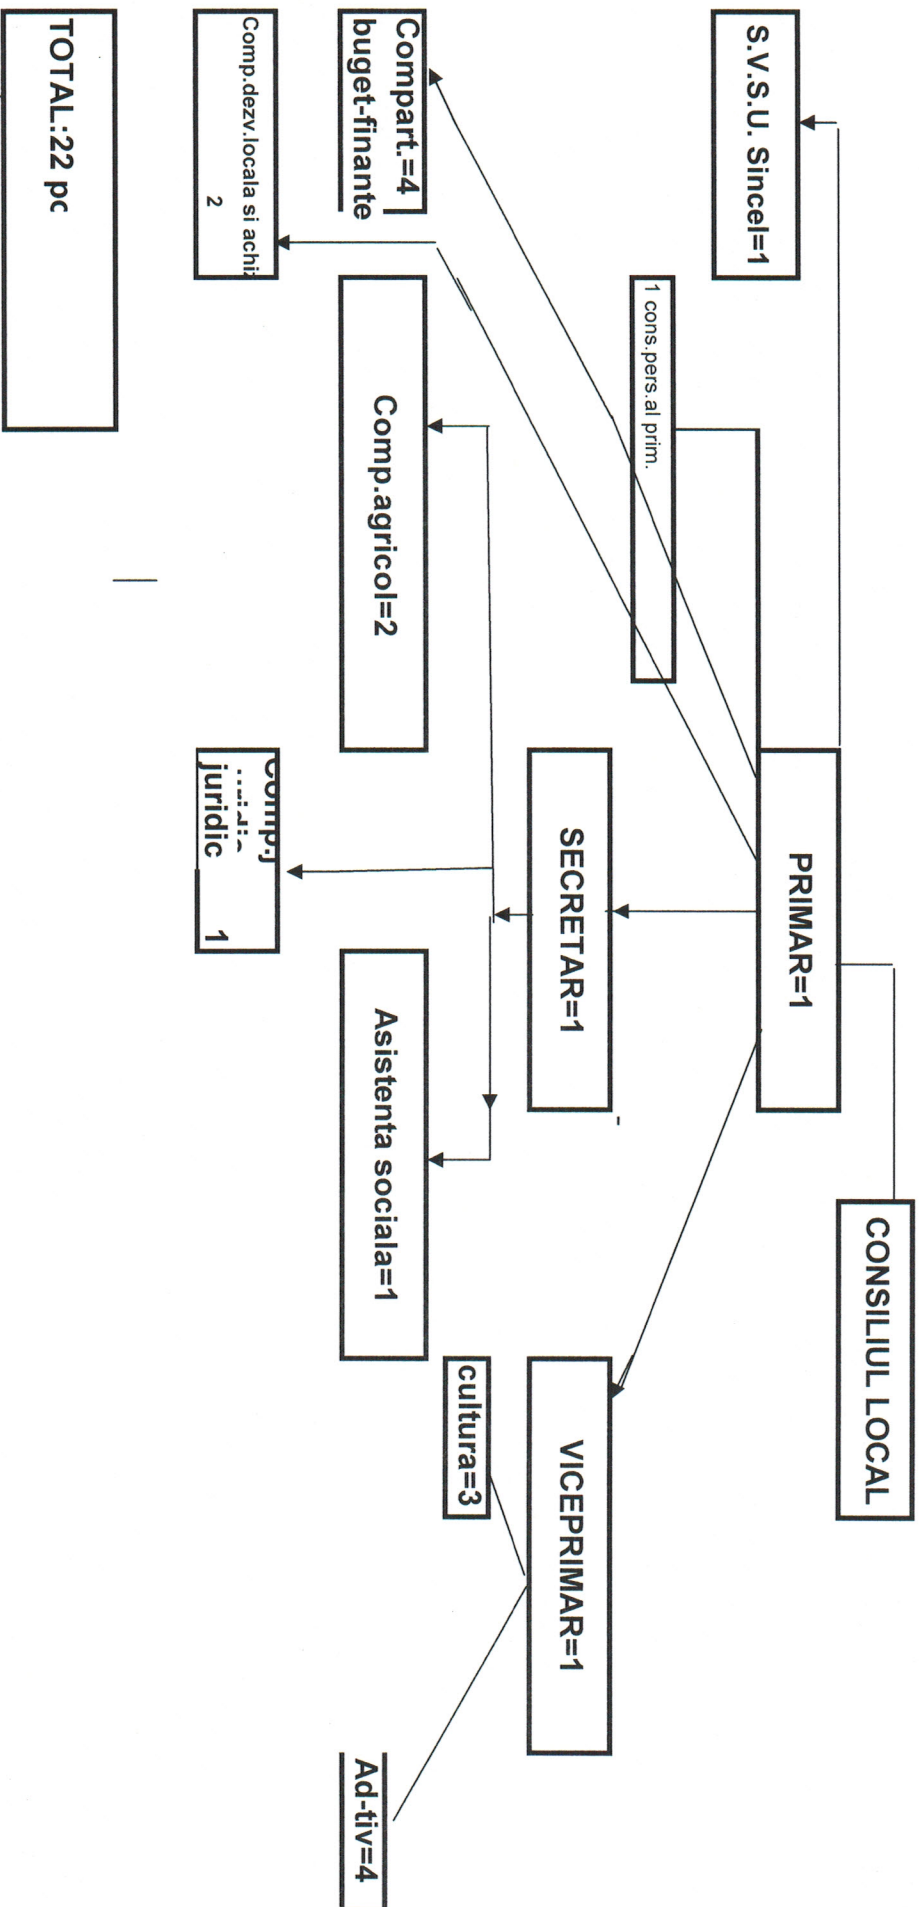 CONSILIUL LOCAL
S.V.S.U. Sincel=1
PRIMAR=1
1 cons.pers.al prim.
SECRETAR=1
VICEPRIMAR=1
cultura=3
Compart.=4
buget-finante
Comp.agricol=2
Asistenta sociala=1
Ad-tiv=4
Comp.dezv.locala si achiz
2
Comp.j
juridic 1
TOTAL:22 pc